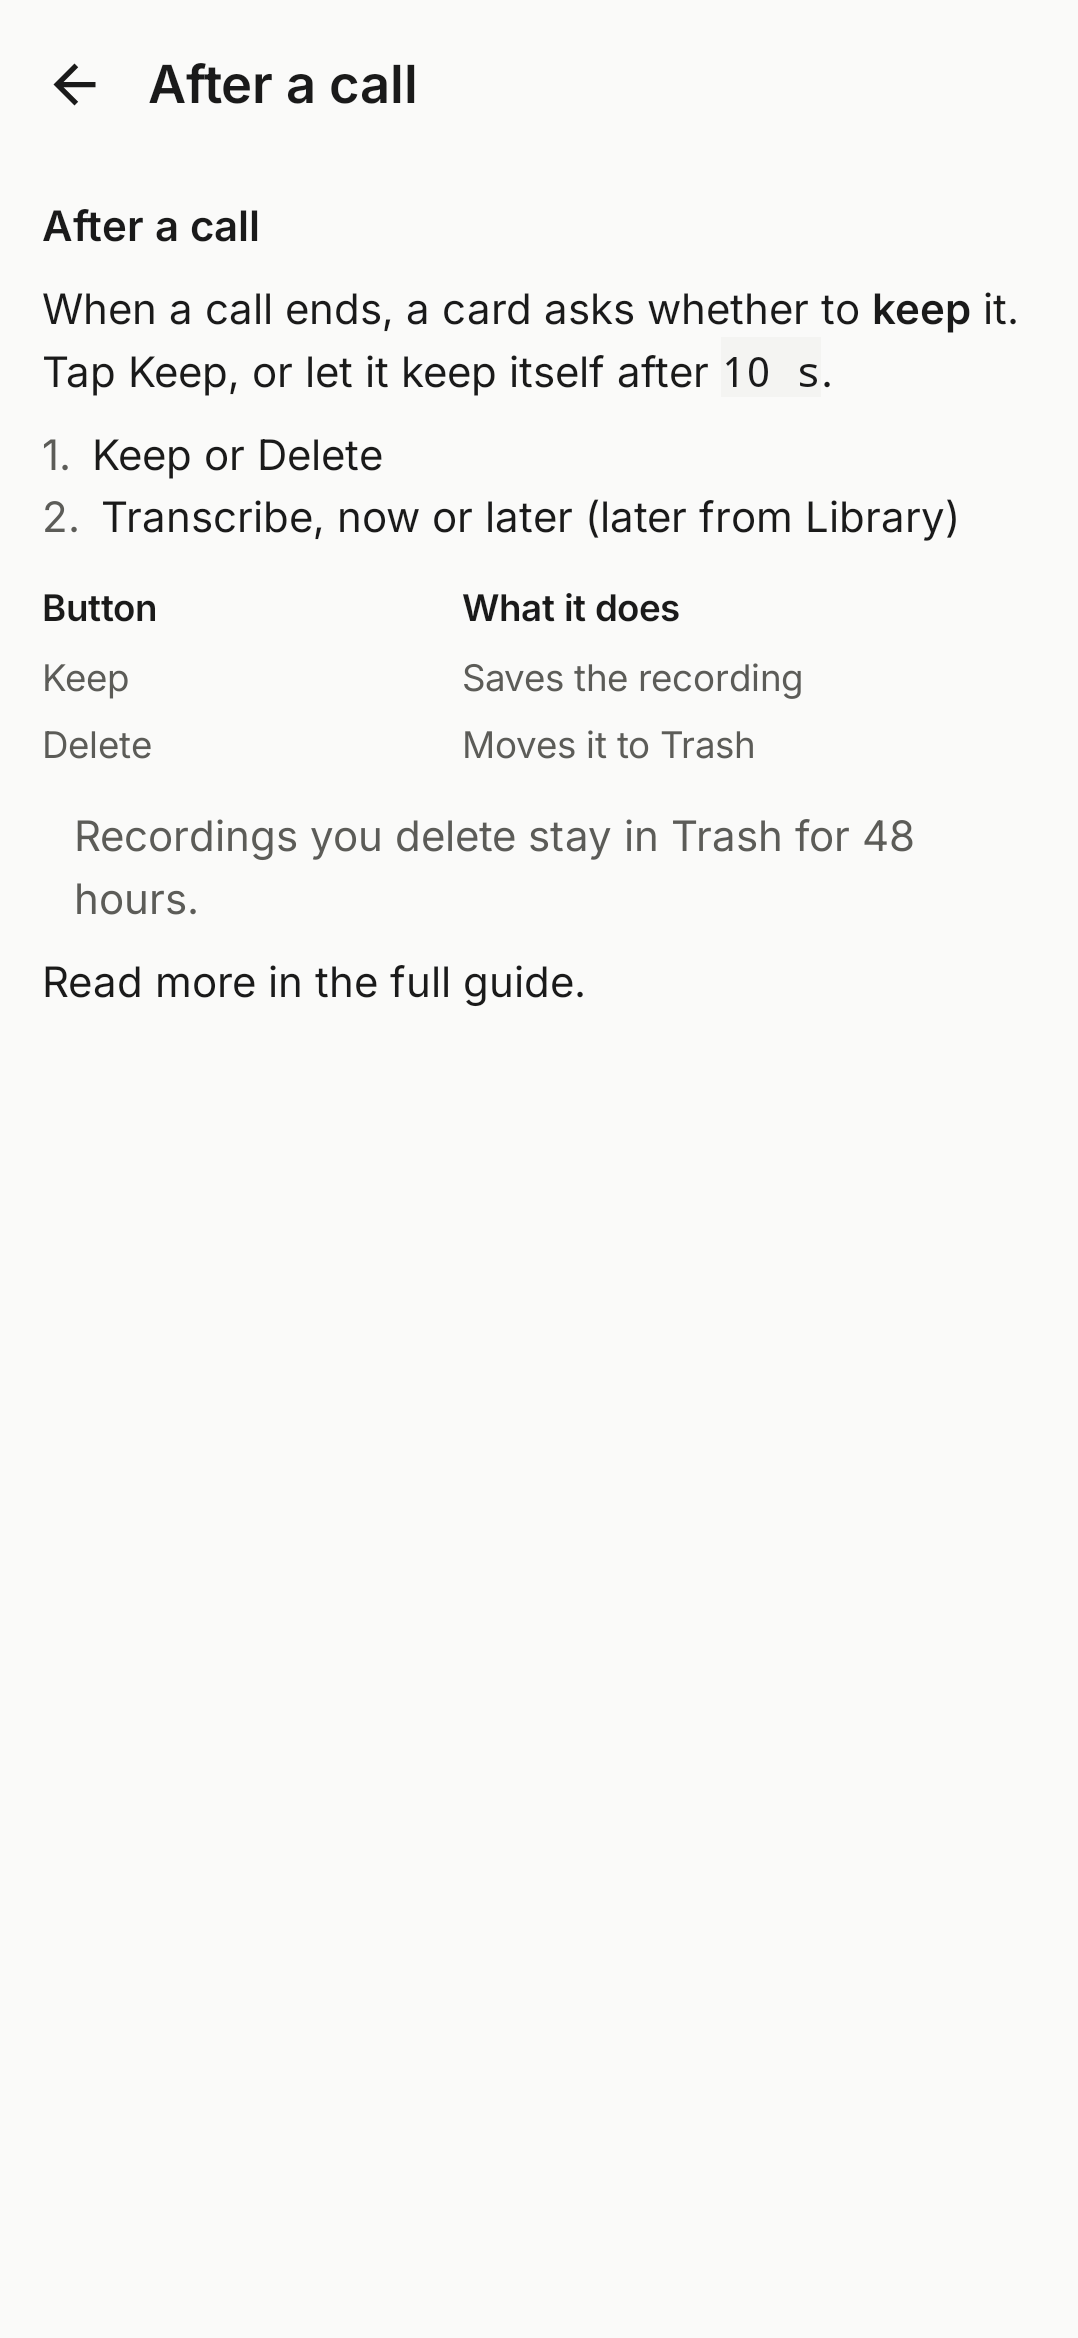 After a call
After a call
When a call ends, a card asks whether to keep it.
Tap Keep, or let it keep itself after 10 s.
1. Keep or Delete
2. Transcribe, now or later (later from Library)
Button What it does
Keep Saves the recording
Delete Moves it to Trash
Recordings you delete stay in Trash for 48
hours.
Read more in the full guide.